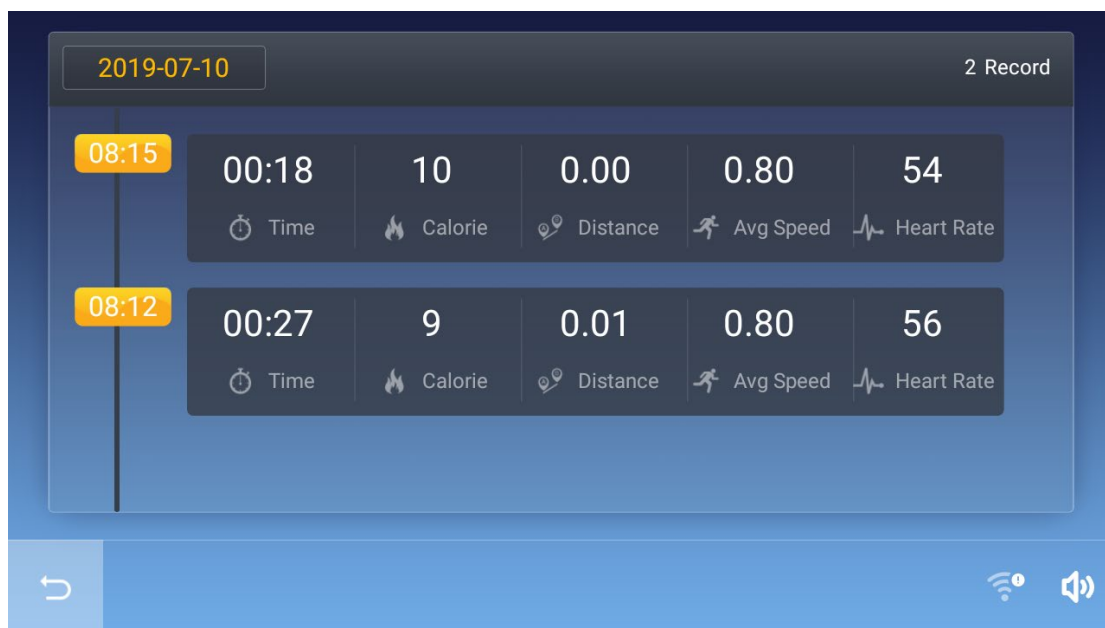 2019-07-10 2 Record
08:15
00:18 10 0.00 0.80 54
Time Calorie Distance Avg Speed Heart Rate
08:12
00:27 9 0.01 0.80 56
Time Calorie Distance Avg Speed Heart Rate